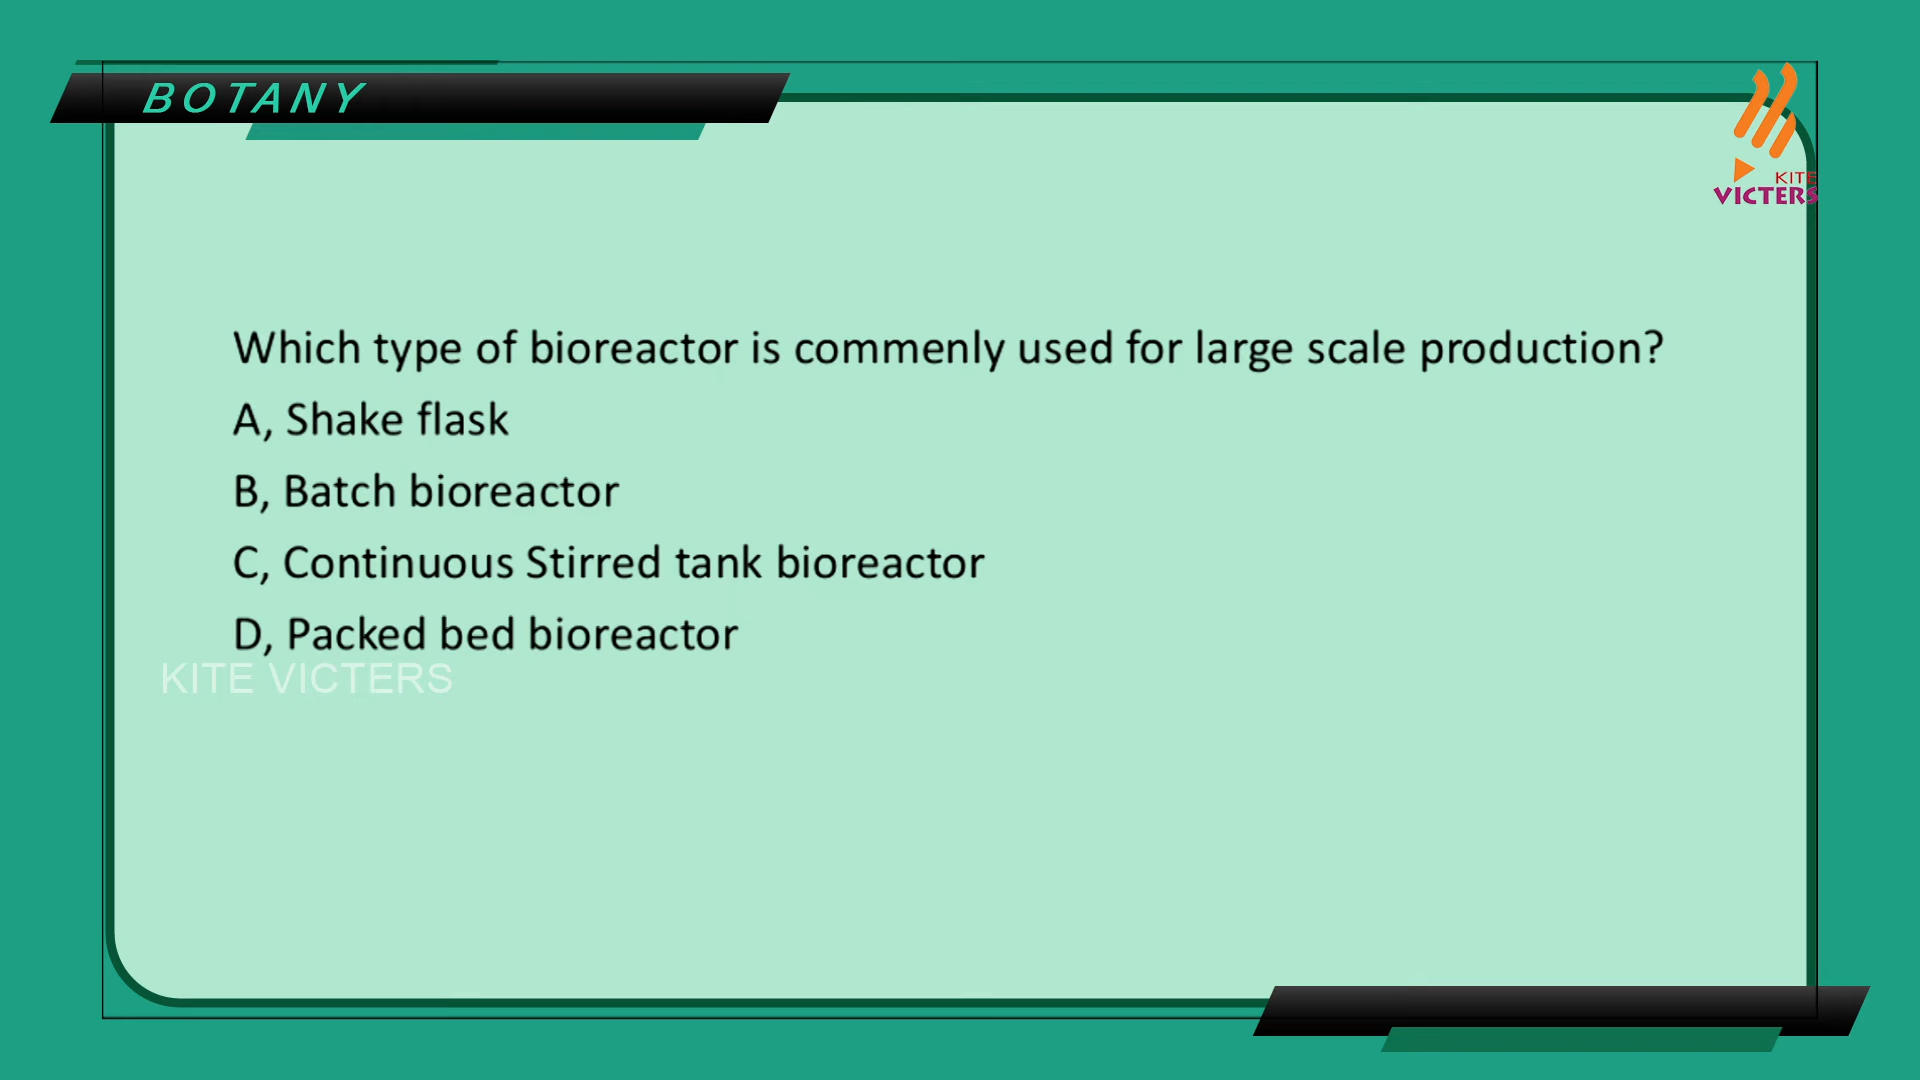 BOTANY
KITE
VICTERS
Which type of bioreactor is commenly used for large scale production?
A, Shake flask
B, Batch bioreactor
C, Continuous Stirred tank bioreactor
D, Packed bed bioreactor
KITE VICTERS